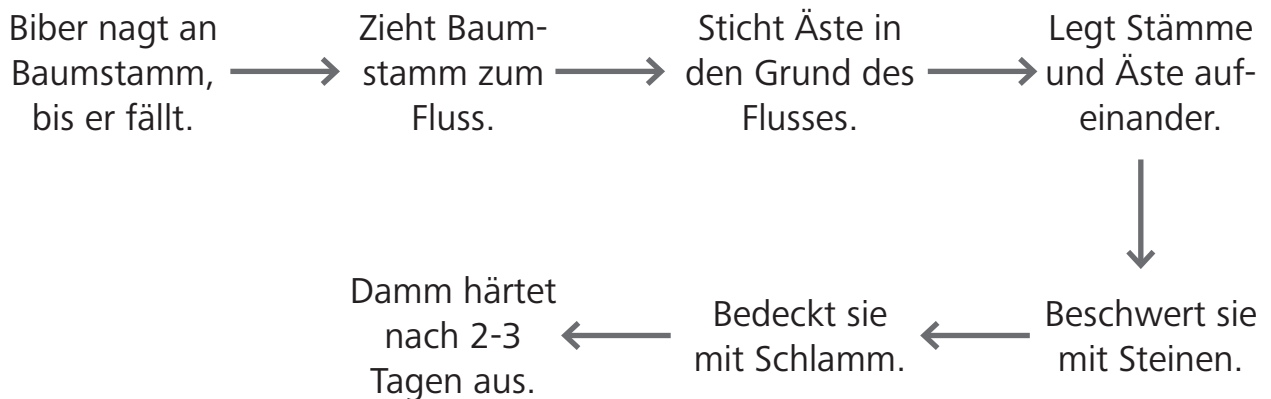 Biber nagt an
Baumstamm,
bis er fällt.
Zieht Baum-
stamm zum
Fluss.
Sticht Äste in
den Grund des
Flusses.
Legt Stämme
und Äste auf-
einander.
Beschwert sie
mit Steinen.
Bedeckt sie
mit Schlamm.
Damm härtet
nach 2-3
Tagen aus.